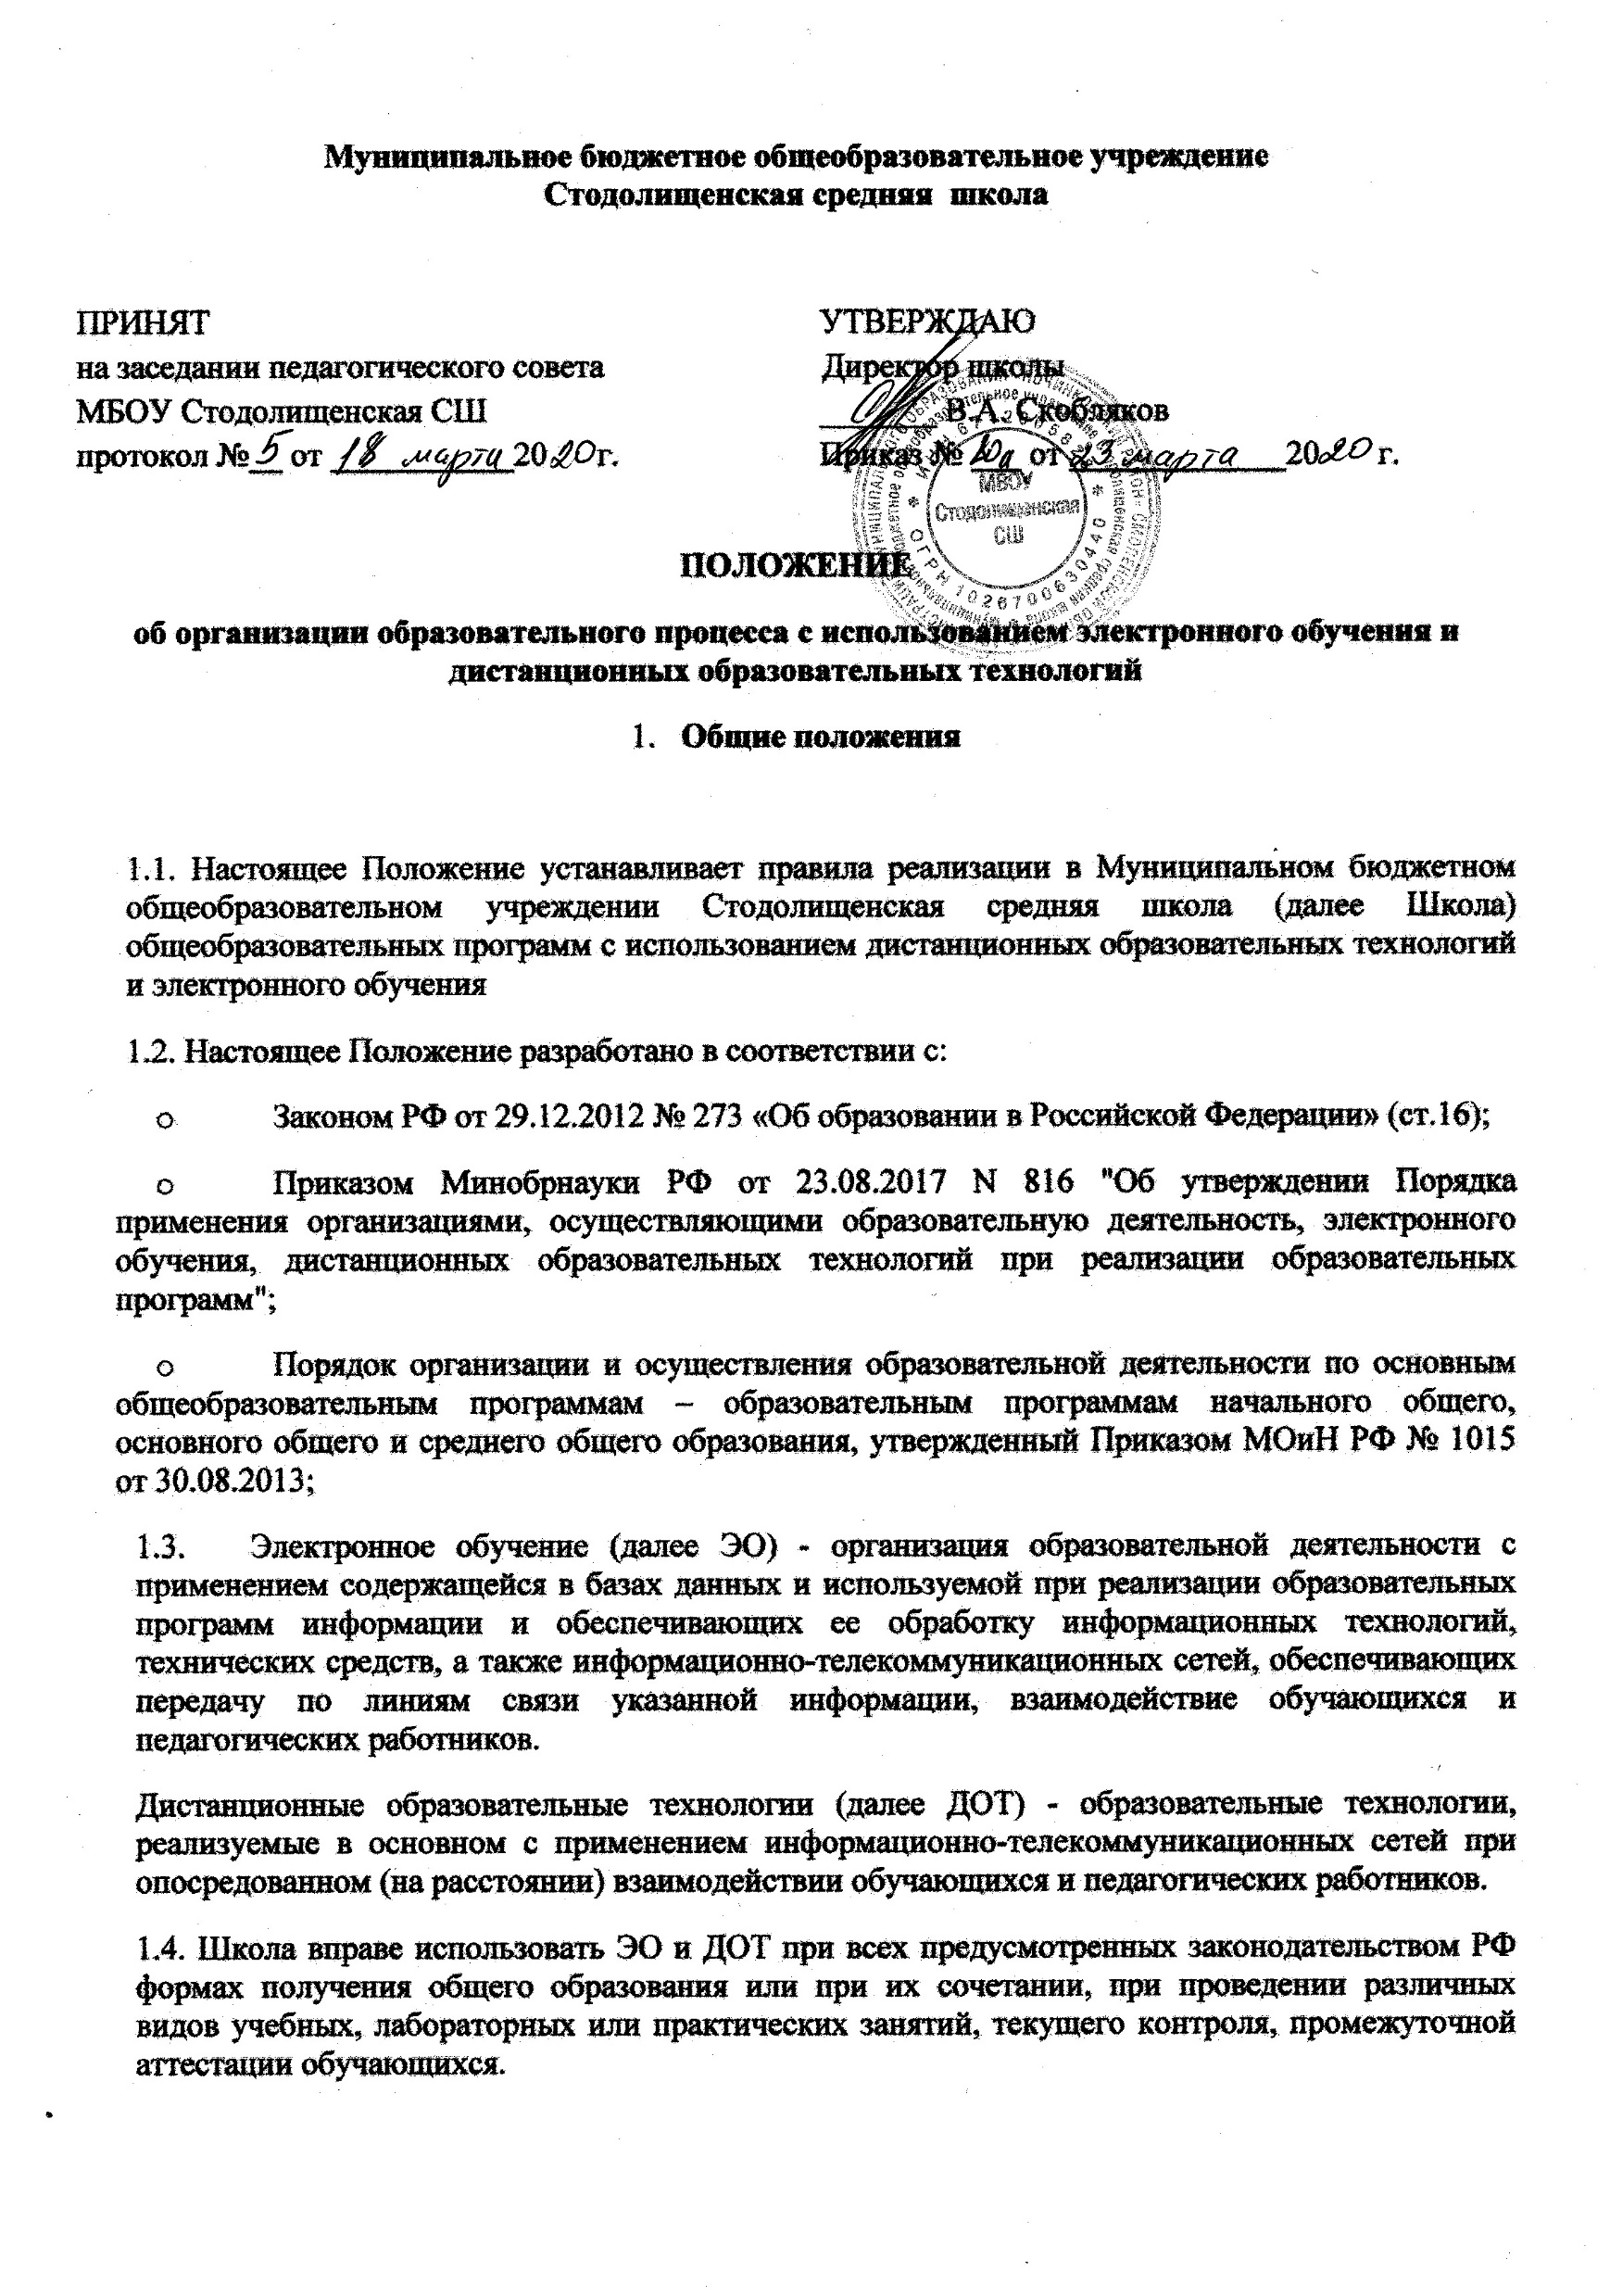 Муниципальное бюджетное общеобразовательное учреждение
Стодолищенская средняя школа
ПРИНЯТ
на заседании педагогического совета
МБОУ Стодолищенская СШ
протокол № 5 от 18 марта 2020г.
УТВЕРЖДАЮ
Директор школы
В.А. Скобляков
Приказ № от 23 марта 2020 г.
МБОУ
Стодолищенская
СШ
ОГРН 1026700630440
ПОЛОЖЕНИЕ
об организации образовательного процесса с использованием электронного обучения и
дистанционных образовательных технологий
1. Общие положения
1.1. Настоящее Положение устанавливает правила реализации в Муниципальном бюджетном
общеобразовательном учреждении Стодолищенская средняя школа (далее Школа)
общеобразовательных программ с использованием дистанционных образовательных технологий
и электронного обучения
1.2. Настоящее Положение разработано в соответствии с:
o Законом РФ от 29.12.2012 № 273 «Об образовании в Российской Федерации» (ст.16);
o Приказом Минобрнауки РФ от 23.08.2017 N 816 "Об утверждении Порядка
применения организациями, осуществляющими образовательную деятельность, электронного
обучения, дистанционных образовательных технологий при реализации образовательных
программ";
o Порядок организации и осуществления образовательной деятельности по основным
общеобразовательным программам – образовательным программам начального общего,
основного общего и среднего общего образования, утвержденный Приказом МОиН РФ № 1015
от 30.08.2013;
1.3. Электронное обучение (далее ЭО) - организация образовательной деятельности с
применением содержащейся в базах данных и используемой при реализации образовательных
программ информации и обеспечивающих ее обработку информационных технологий,
технических средств, а также информационно-телекоммуникационных сетей, обеспечивающих
передачу по линиям связи указанной информации, взаимодействие обучающихся и
педагогических работников.
Дистанционные образовательные технологии (далее ДОТ) - образовательные технологии,
реализуемые в основном с применением информационно-телекоммуникационных сетей при
опосредованном (на расстоянии) взаимодействии обучающихся и педагогических работников.
1.4. Школа вправе использовать ЭО и ДОТ при всех предусмотренных законодательством РФ
формах получения общего образования или при их сочетании, при проведении различных
видов учебных, лабораторных или практических занятий, текущего контроля, промежуточной
аттестации обучающихся.